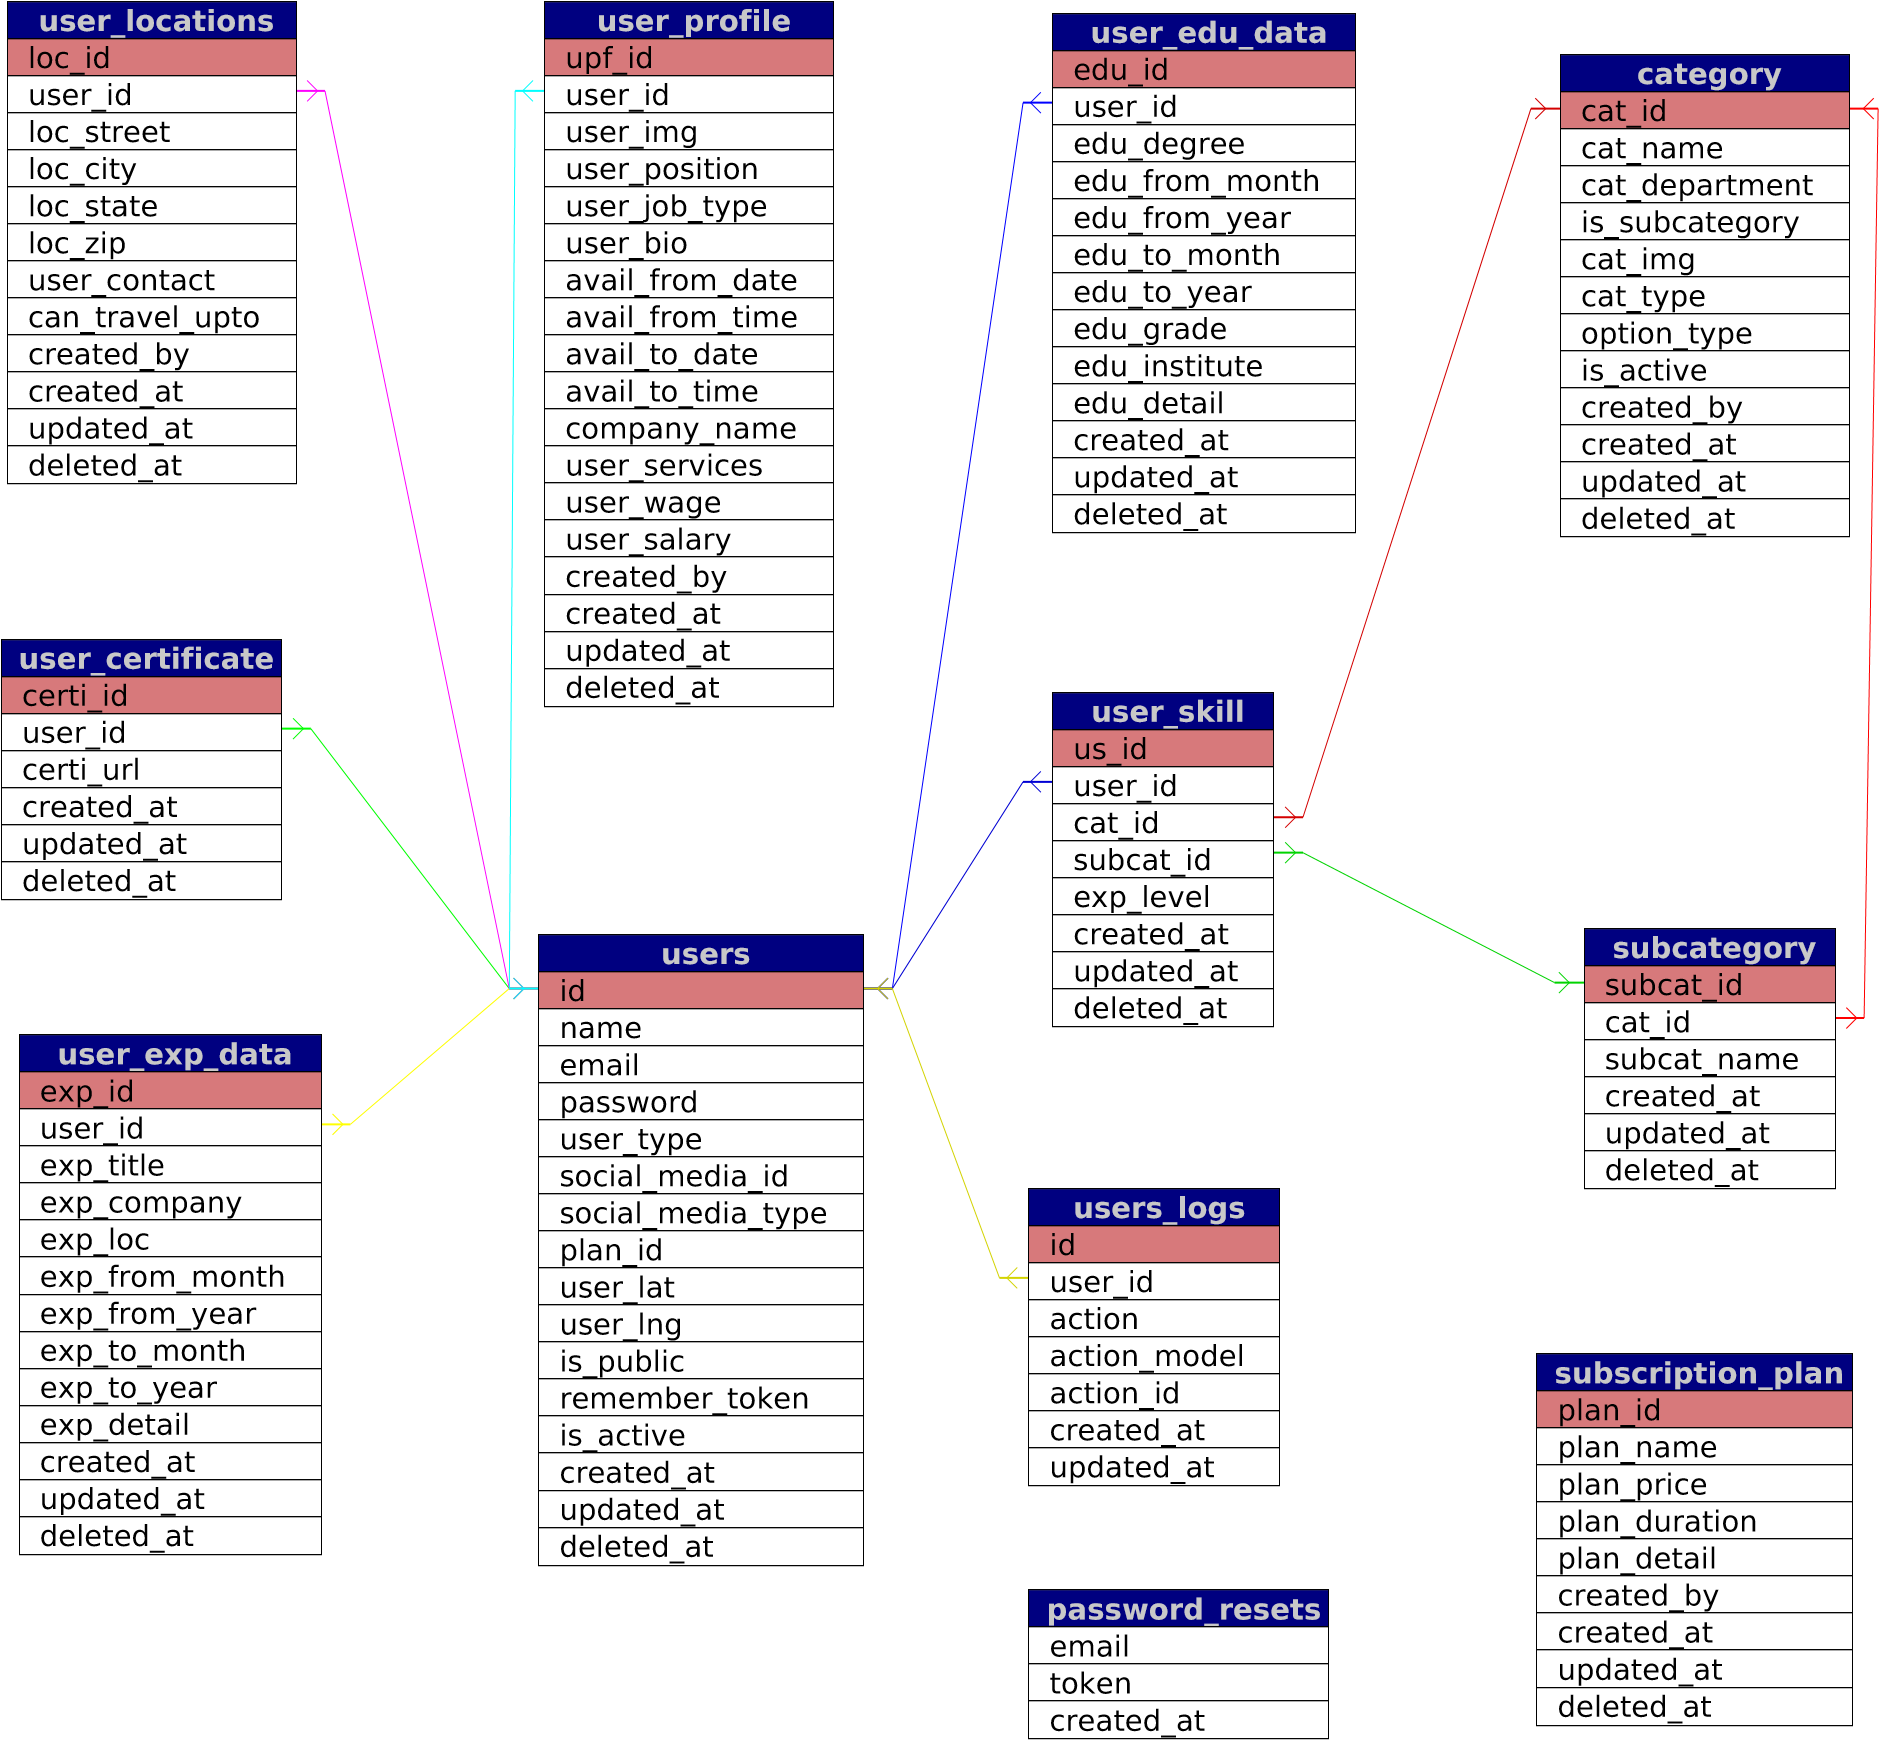 user_locations
loc_id
user_id
loc_street
loc_city
loc_state
loc_zip
user_contact
can_travel_upto
created_by
created_at
updated_at
deleted_at
user_profile
upf_id
user_id
user_img
user_position
user_job_type
user_bio
avail_from_date
avail_from_time
avail_to_date
avail_to_time
company_name
user_services
user_wage
user_salary
created_by
created_at
updated_at
deleted_at
user_edu_data
edu_id
user_id
edu_degree
edu_from_month
edu_from_year
edu_to_month
edu_to_year
edu_grade
edu_institute
edu_detail
created_at
updated_at
deleted_at
category
cat_id
cat_name
cat_department
is_subcategory
cat_img
cat_type
option_type
is_active
created_by
created_at
updated_at
deleted_at
user_certificate
certi_id
user_id
certi_url
created_at
updated_at
deleted_at
user_skill
us_id
user_id
cat_id
subcat_id
exp_level
created_at
updated_at
deleted_at
users
id
name
email
password
user_type
social_media_id
social_media_type
plan_id
user_lat
user_lng
is_public
remember_token
is_active
created_at
updated_at
deleted_at
subcategory
subcat_id
cat_id
subcat_name
created_at
updated_at
deleted_at
user_exp_data
exp_id
user_id
exp_title
exp_company
exp_loc
exp_from_month
exp_from_year
exp_to_month
exp_to_year
exp_detail
created_at
updated_at
deleted_at
users_logs
id
user_id
action
action_model
action_id
created_at
updated_at
subscription_plan
plan_id
plan_name
plan_price
plan_duration
plan_detail
created_by
created_at
updated_at
deleted_at
password_resets
email
token
created_at